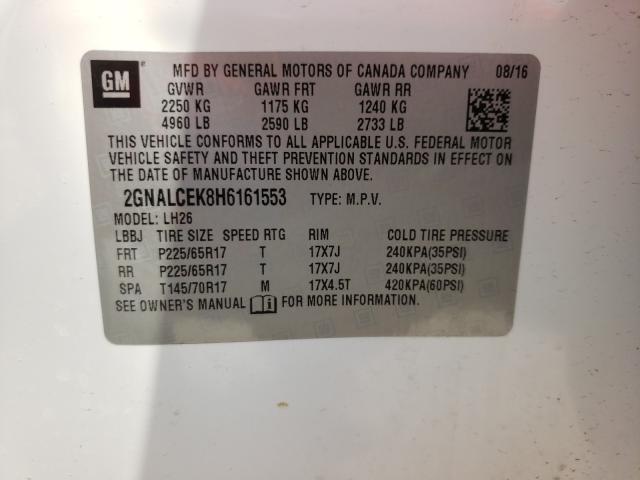 GM ® MFD BY GENERAL MOTORS OF CANADA COMPANY 08/16
GVWR GAWR FRT GAWR RR
2250 KG 1175 KG 1240 KG
4960 LB 2590 LB 2733 LB
THIS VEHICLE CONFORMS TO ALL APPLICABLE U.S. FEDERAL MOTOR
VEHICLE SAFETY AND THEFT PREVENTION STANDARDS IN EFFECT ON
THE DATE OF MANUFACTURE SHOWN ABOVE.
2GNALCEK8H6161553 TYPE: M.P.V.
MODEL: LH26
LBBJ TIRE SIZE SPEED RTG RIM COLD TIRE PRESSURE
FRT P225/65R17 T 17X7J 240KPA(35PSI)
RR P225/65R17 T 17X7J 240KPA(35PSI)
SPA T145/70R17 M 17X4.5T 420KPA(60PSI)
SEE OWNER'S MANUAL i FOR MORE INFORMATION.